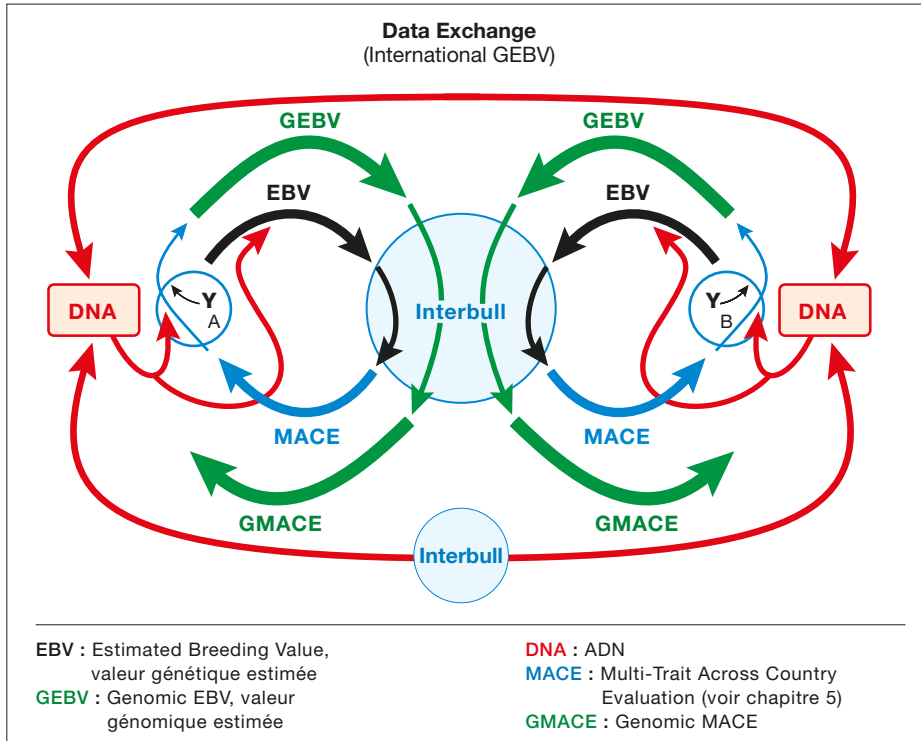 Data Exchange
(International GEBV)
GEBV
GEBV
EBV
EBV
DNA
Y
A
Interbull
Y
B
DNA
MACE
MACE
GMACE
GMACE
Interbull
EBV : Estimated Breeding Value,
valeur génétique estimée
GEBV : Genomic EBV, valeur
génomique estimée
DNA : ADN
MACE : Multi-Trait Across Country
Evaluation (voir chapitre 5)
GMACE : Genomic MACE